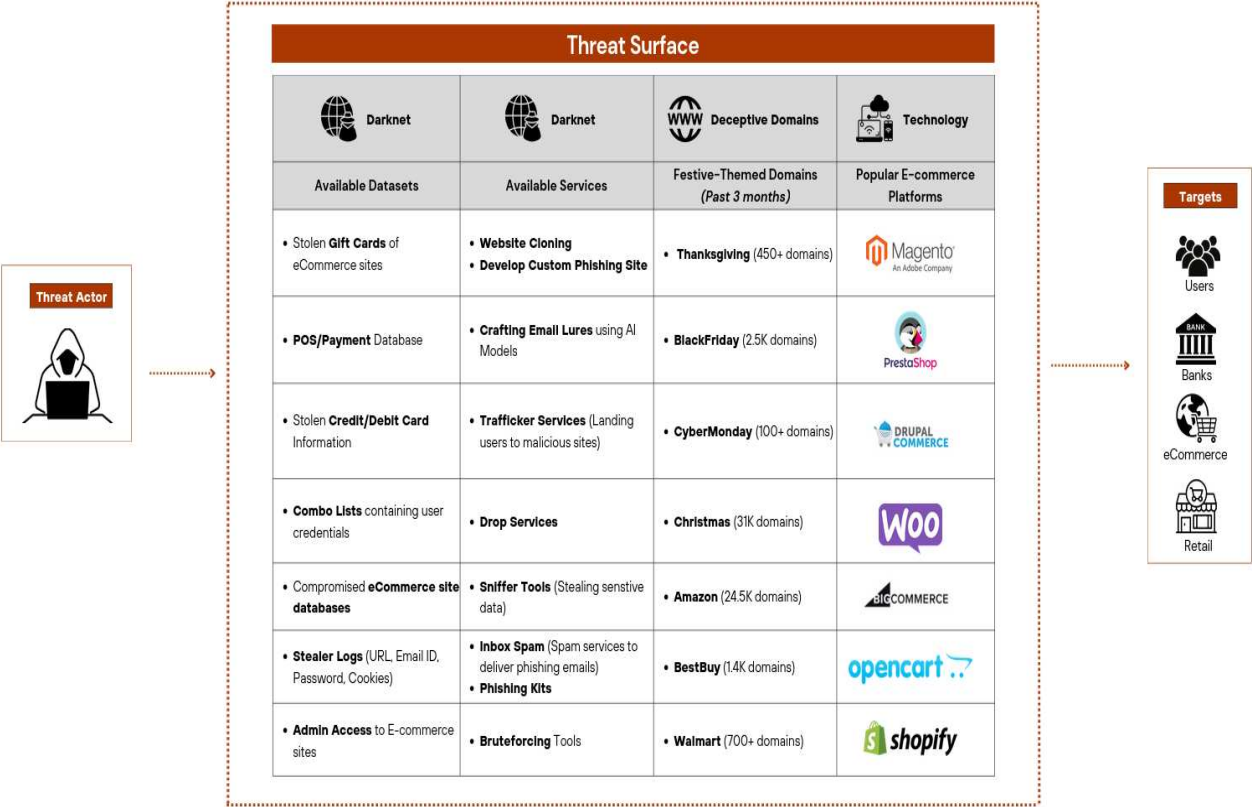 Threat Surface
Darknet
Darknet
Deceptive Domains
Technology
Available Datasets
Available Services
Festive-Themed Domains
(Past 3 months)
Popular E-commerce
Platforms
• Stolen Gift Cards of
eCommerce sites
• Website Cloning
• Develop Custom Phishing Site
• Thanksgiving (450+ domains)
Magento®
An Adobe Company
• POS/Payment Database
• Crafting Email Lures using AI
Models
• BlackFriday (2.5K domains)
PrestaShop
• Stolen Credit/Debit Card
Information
• Trafficker Services (Landing
users to malicious sites)
• CyberMonday (100+ domains)
DRUPAL
COMMERCE
• Combo Lists containing user
credentials
• Drop Services
• Christmas (31K domains)
WOO
• Compromised eCommerce site
databases
• Sniffer Tools (Stealing senstive
data)
• Amazon (24.5K domains)
BIGCOMMERCE
• Stealer Logs (URL, Email ID,
Password, Cookies)
• Inbox Spam (Spam services to
deliver phishing emails)
• Phishing Kits
• BestBuy (1.4K domains)
opencart
• Admin Access to E-commerce
sites
• Bruteforcing Tools
• Walmart (700+ domains)
shopify
Threat Actor
Targets
Users
BANK
Banks
eCommerce
Retail
WWW